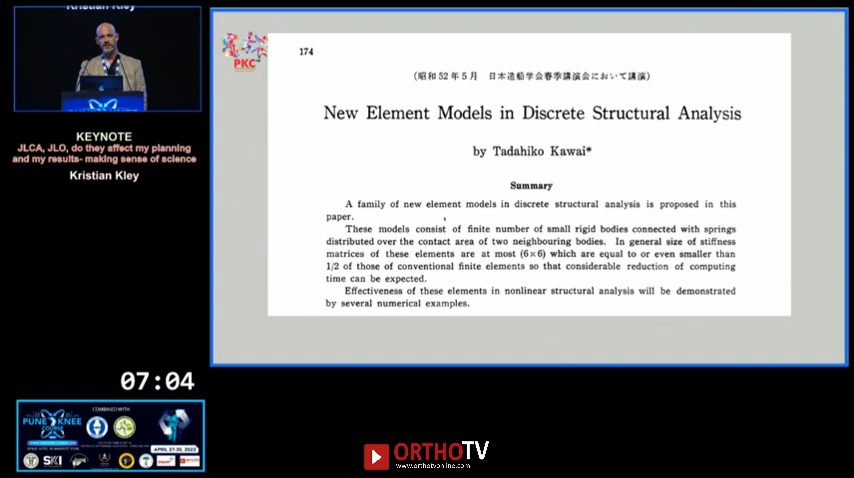 Kristian Kley
KEYNOTE
JLCA, JLO, do they affect my planning
and my results- making sense of science
Kristian Kley
PKC
174
(昭和52年5月 日本造船学会春季講演会において講演)
New Element Models in Discrete Structural Analysis
by Tadahiko Kawai*
Summary
A family of new element models in discrete structural analysis is proposed in this
paper.
These models consist of finite number of small rigid bodies connected with springs
distributed over the contact area of two neighbouring bodies. In general size of stiffness
matrices of these elements are at most (6×6) which are equal to or even smaller than
1/2 of those of conventional finite elements so that considerable reduction of computing
time can be expected.
Effectiveness of these elements in nonlinear structural analysis will be demonstrated
by several numerical examples.
07:04
PUNE KNEE
COURSE
COMBINED WITH
APRIL 27-30, 2023
SKI
ORTHOTV
www.orthotvonline.com